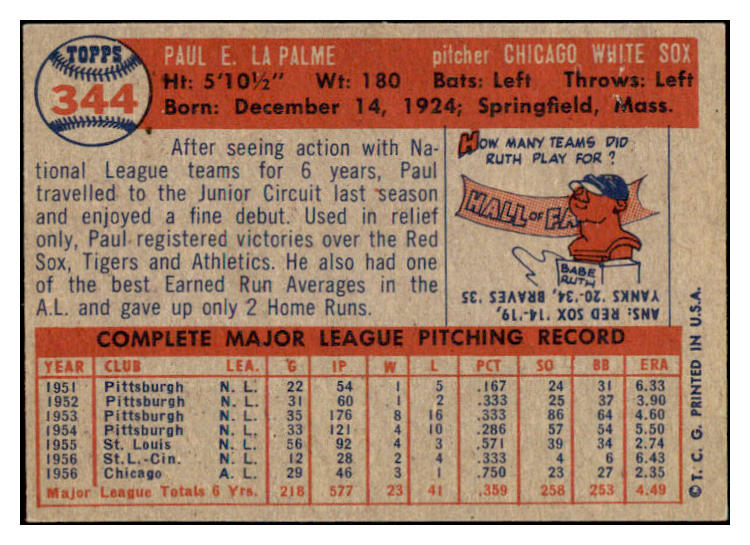 TOPPS
344
PAUL E. LA PALME pitcher CHICAGO WHITE SOX
Ht: 5'10½" Wt: 180 Bats: Left Throws: Left
Born: December 14, 1924; Springfield, Mass.
After seeing action with Na-
tional League teams for 6 years, Paul
travelled to the Junior Circuit last season
and enjoyed a fine debut. Used in relief
only, Paul registered victories over the Red
Sox, Tigers and Athletics. He also had one
of the best Earned Run Averages in the
A.L. and gave up only 2 Home Runs.
HOW MANY TEAMS DID
RUTH PLAY FOR?
HALL OF FA
BABE
RUTH
ANS: RED SOX '14-'19,
YANKS '20-'34, BRAVES '35
COMPLETE MAJOR LEAGUE PITCHING RECORD
YEAR CLUB LEA. G IP W L PCT SO BB ERA
1951 Pittsburgh N. L. 22 54 1 5 .167 24 31 6.33
1952 Pittsburgh N. L. 31 60 1 2 .333 25 37 3.90
1953 Pittsburgh N. L. 35 176 8 16 .333 86 64 4.60
1954 Pittsburgh N. L. 33 121 4 10 .286 57 54 5.50
1955 St. Louis N. L. 56 92 4 3 .571 39 34 2.74
1956 St.L.-Cin. N. L. 12 28 2 4 .333 4 6 6.43
1956 Chicago A. L. 29 46 3 1 .750 23 27 2.35
Major League Totals 6 Yrs. 218 577 23 41 .359 258 253 4.49
© T. C. G. PRINTED IN U.S.A.